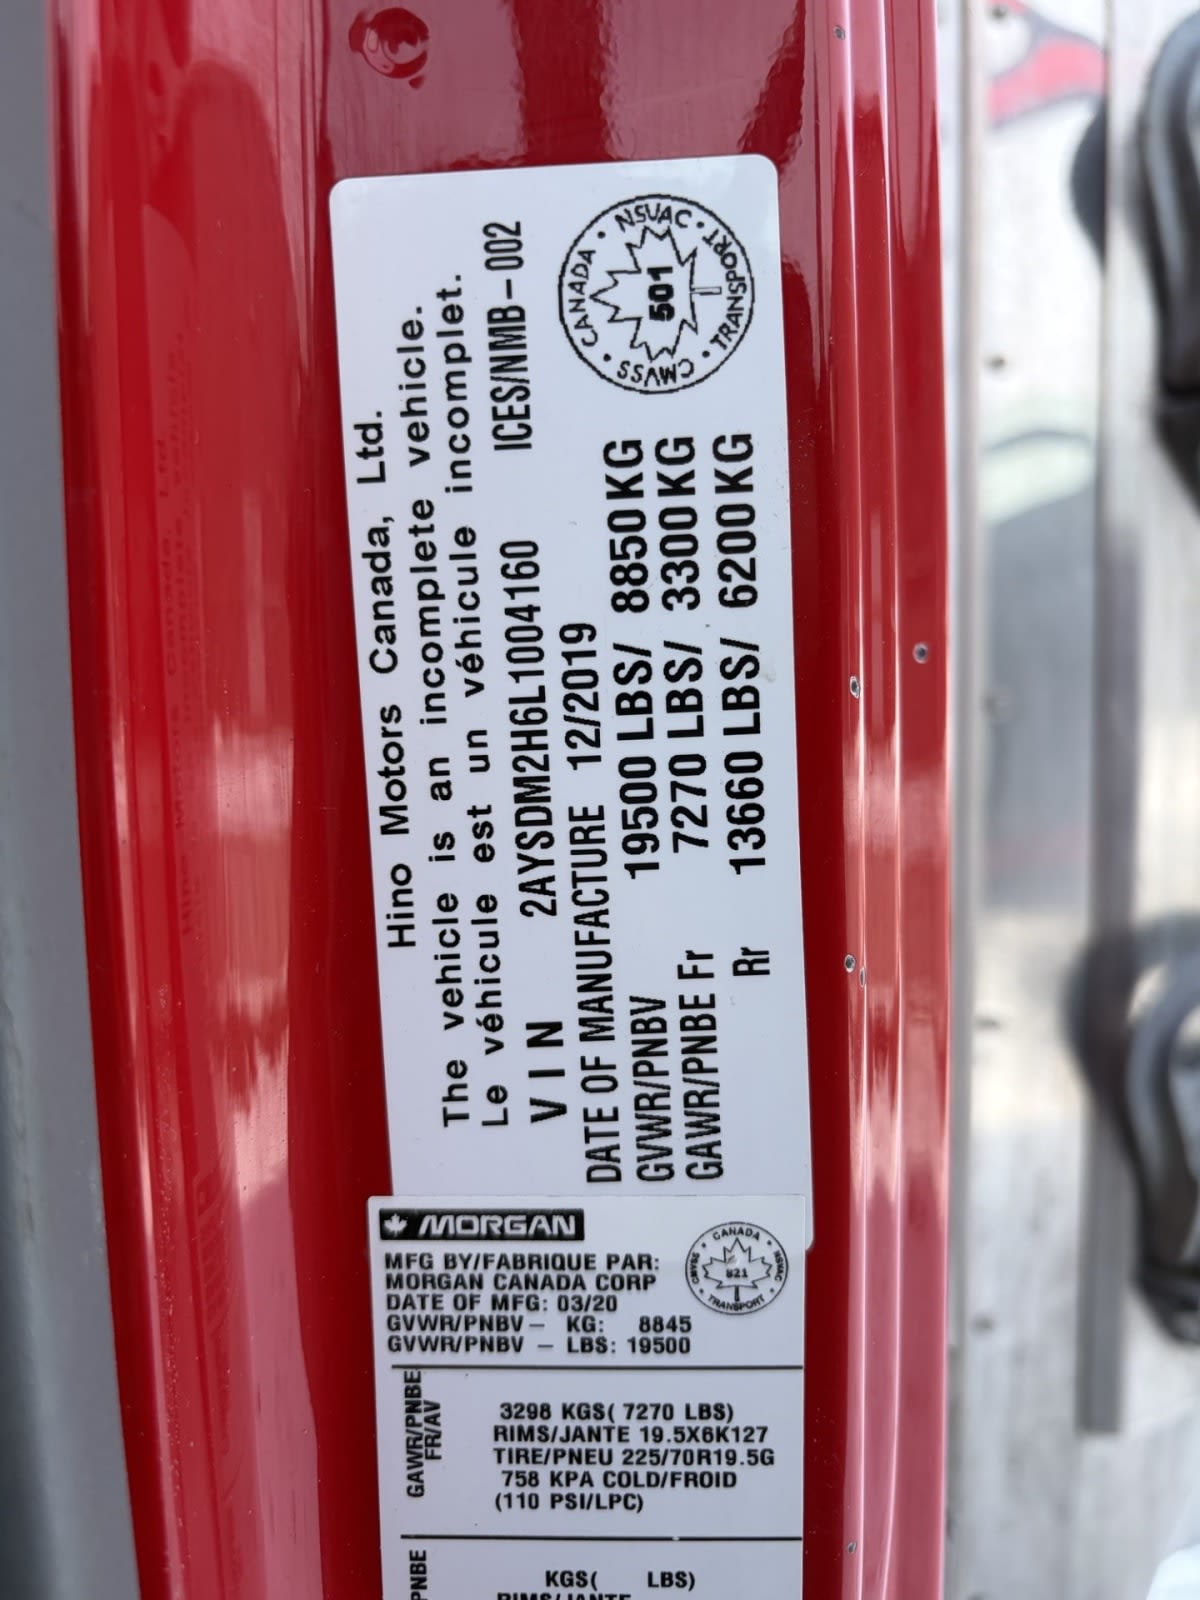 Hino Motors Canada, Ltd.
The vehicle is an incomplete vehicle.
Le véhicule est un véhicule incomplet.
VIN 2AYSDM2H6L1004160 ICES/NMB-002
DATE OF MANUFACTURE 12/2019
GVWR/PNBV 19500 LBS/ 8850 KG
GAWR/PNBE Fr 7270 LBS/ 3300 KG
Rr 13660 LBS/ 6200 KG
CANADA • NSVAC • TRANSPORT • CMVSS •
501
MORGAN
MFG BY/FABRIQUE PAR:
MORGAN CANADA CORP
DATE OF MFG: 03/20
GVWR/PNBV – KG: 8845
GVWR/PNBV – LBS: 19500
CANADA • NSVAC • TRANSPORT • CMVSS •
821
GAWR/PNBE
FR/AV
3298 KGS( 7270 LBS)
RIMS/JANTE 19.5X6K127
TIRE/PNEU 225/70R19.5G
758 KPA COLD/FROID
(110 PSI/LPC)
PNBE
KGS( LBS)
RIMS/JANTE